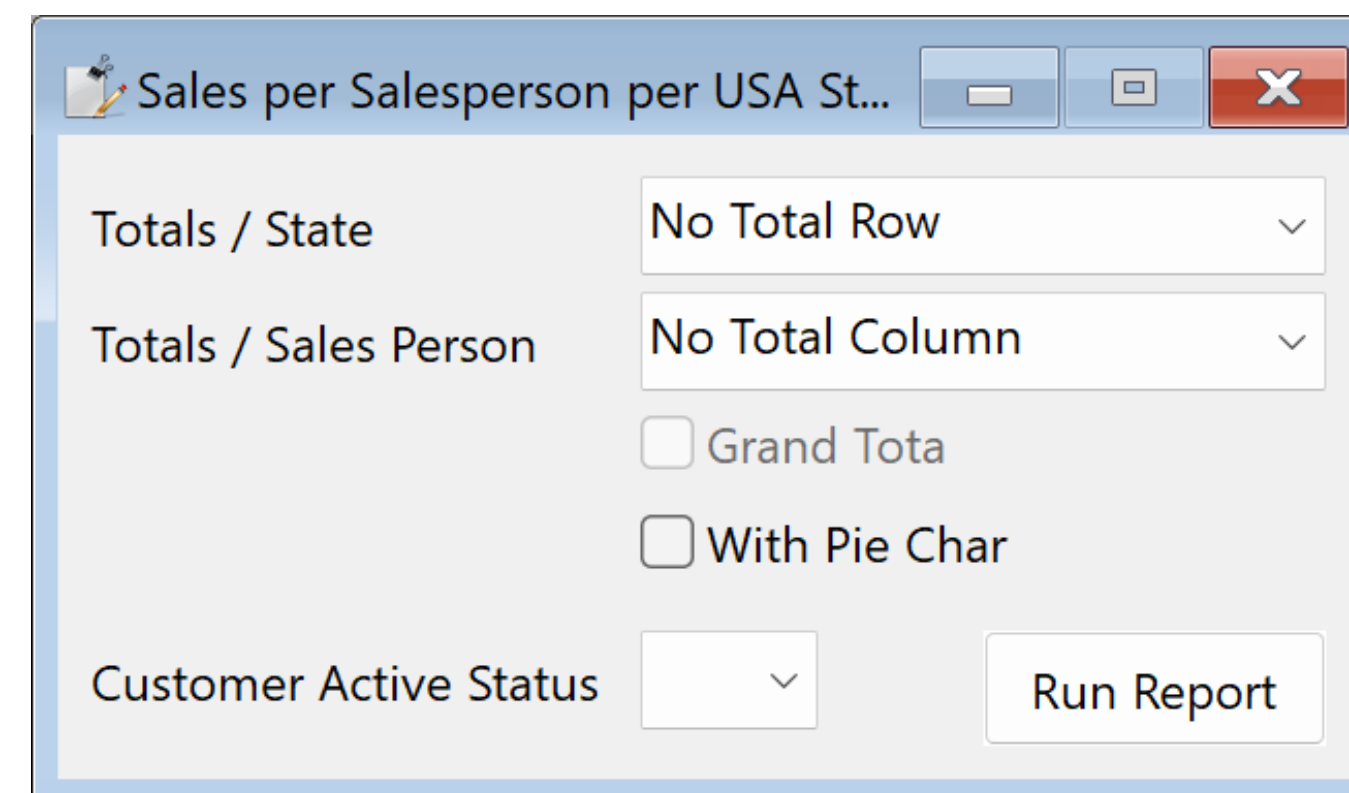 Sales per Salesperson per USA St...
Totals / State No Total Row
Totals / Sales Person No Total Column
Grand Tota
With Pie Char
Customer Active Status Run Report